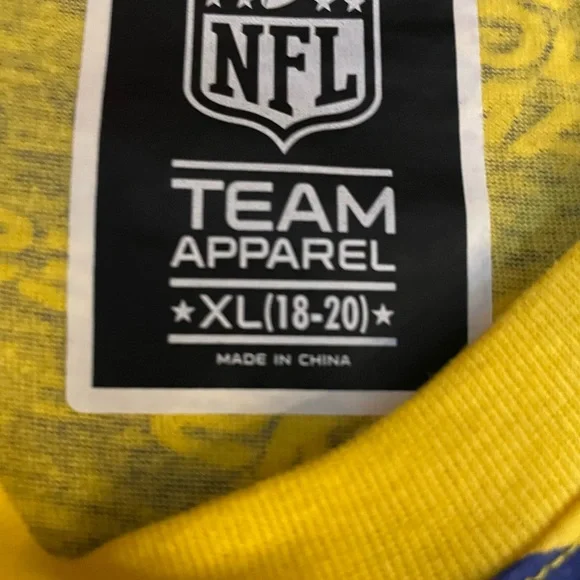 NFL
TEAM
APPAREL
★XL(18-20)★
MADE IN CHINA